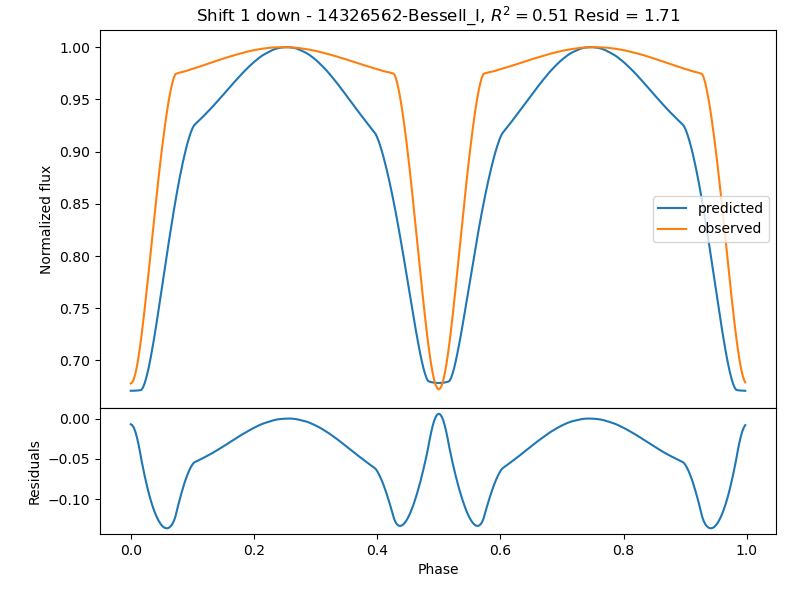 Shift 1 down - 14326562-Bessell_I, $R^2 = 0.51$ Resid = 1.71
1.00
0.95
0.90
0.85
0.80
0.75
0.70
Normalized flux
predicted
observed
0.00
−0.05
−0.10
Residuals
0.0 0.2 0.4 0.6 0.8 1.0
Phase